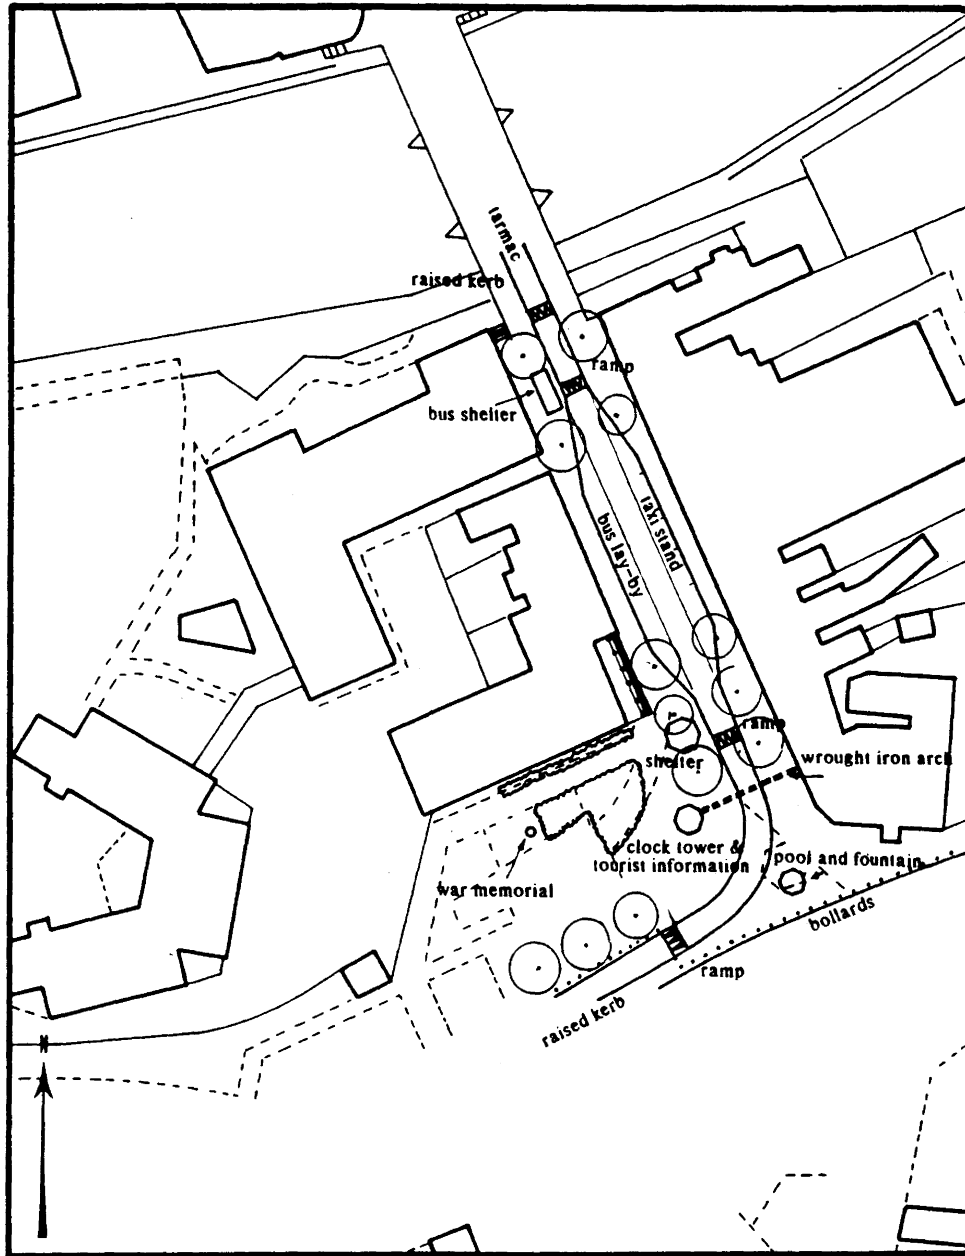 tarmac
raised kerb
ramp
bus shelter
taxi stand
bus lay-by
ramp
shelter
wrought iron arch
clock tower &
tourist information
pool and fountain
war memorial
bollards
ramp
raised kerb
N